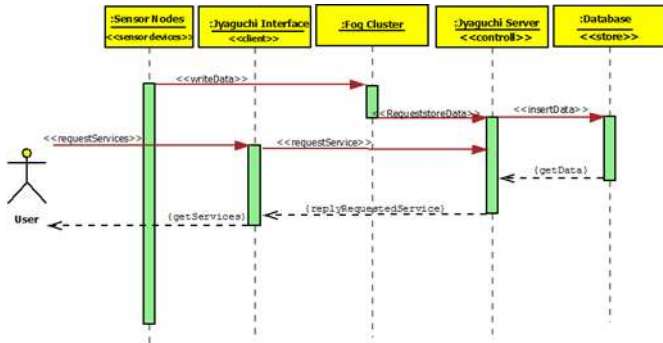 :Sensor Nodes
<<sensor devices>>
:Jyaguchi Interface
<<client>>
:Fog Cluster
:Jyaguchi Server
<<controll>>
:Database
<<store>>
<<writeData>>
<<RequeststoreData>>
<<insertData>>
<<requestServices>>
<<requestService>>
{getData}
{replyRequestedService}
{getServices}
User